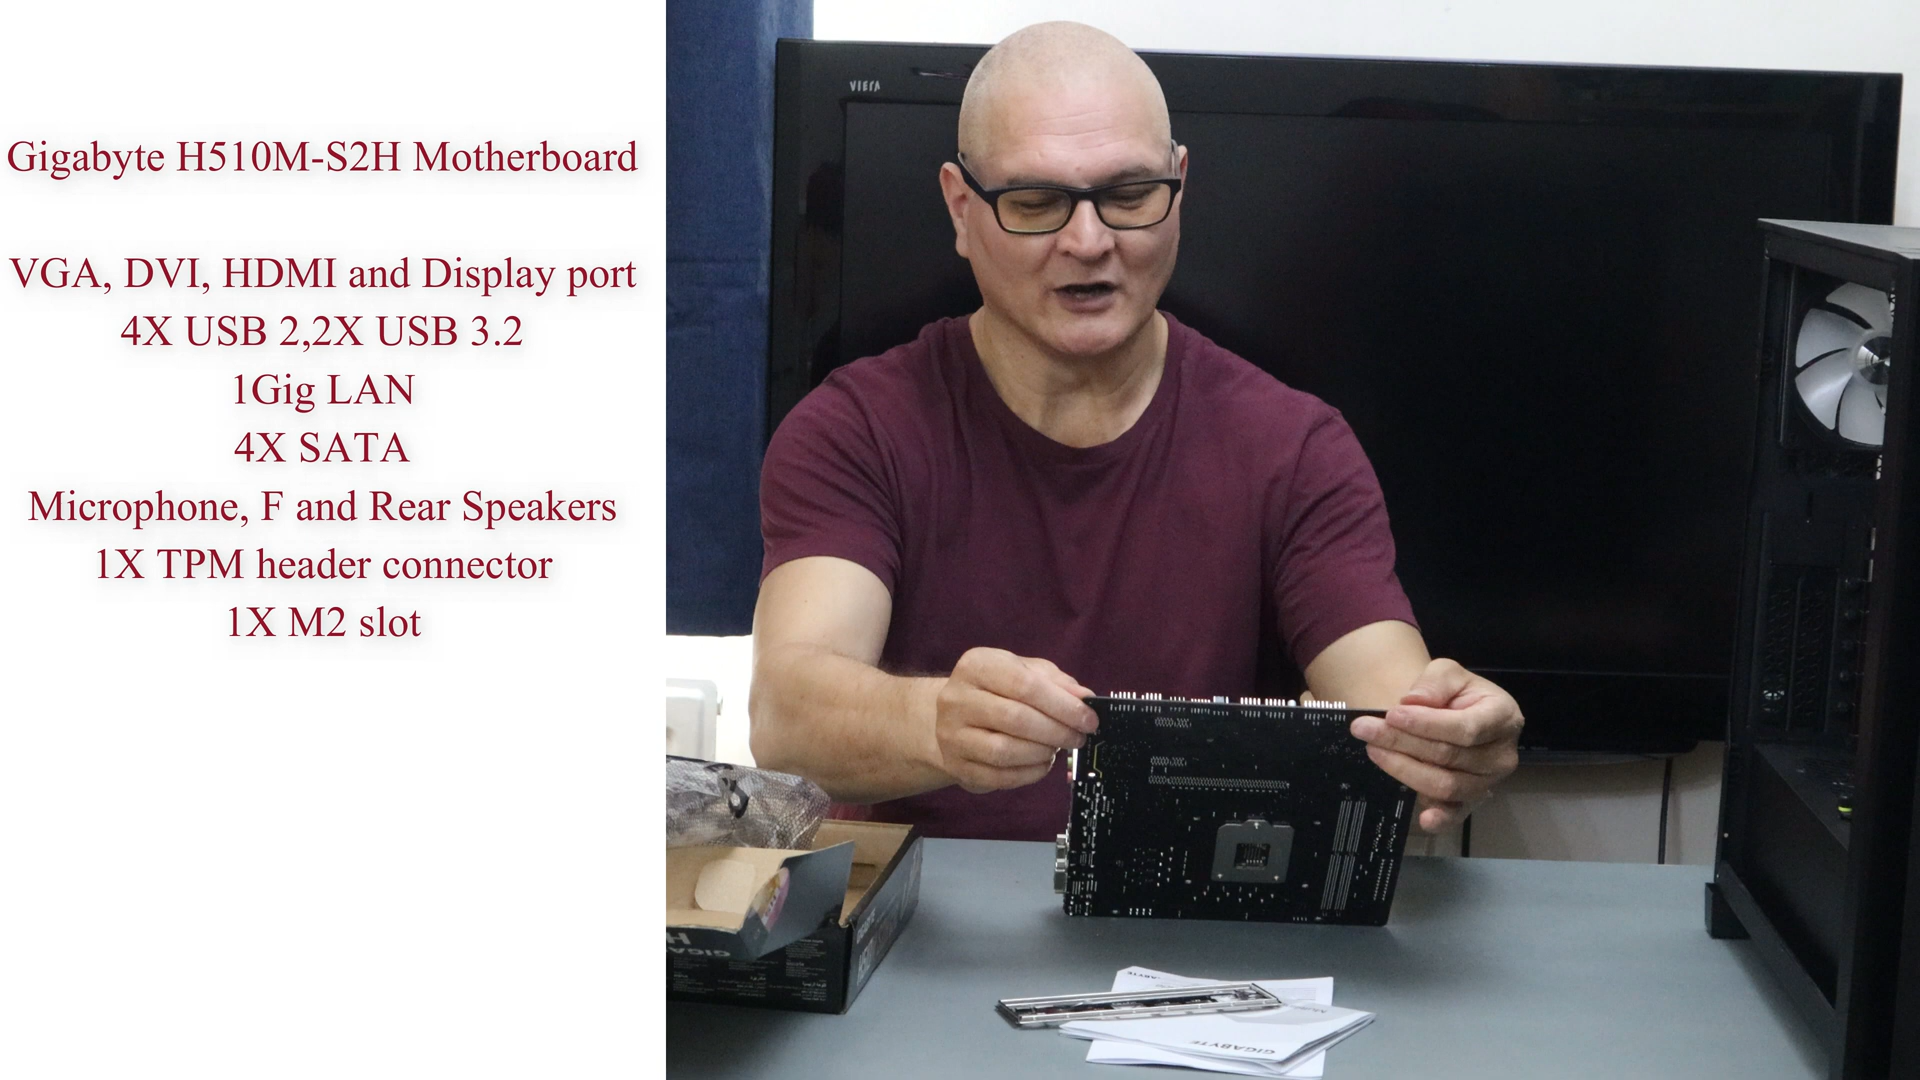 Gigabyte H510M-S2H Motherboard
VGA, DVI, HDMI and Display port
4X USB 2,2X USB 3.2
1Gig LAN
4X SATA
Microphone, F and Rear Speakers
1X TPM header connector
1X M2 slot
VIERA
GIGABYTE